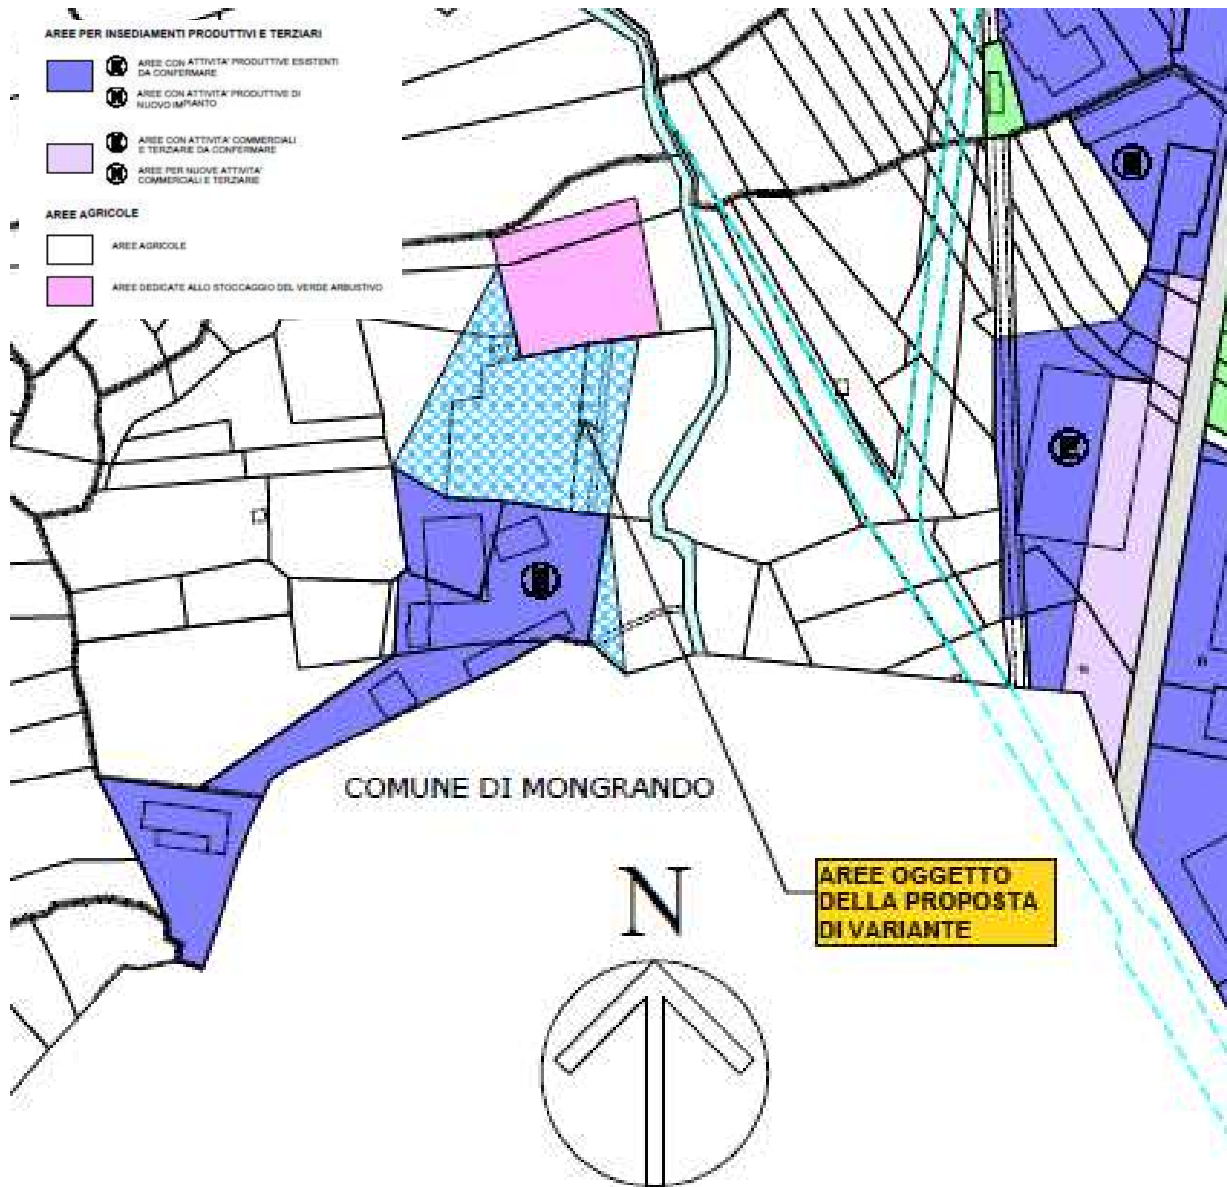 AREE PER INSEDIAMENTI PRODUTTIVI E TERZIARI
AREE CON ATTIVITA' PRODUTTIVE ESISTENTI
DA CONFERMARE
AREE CON ATTIVITA' PRODUTTIVE DI
NUOVO IMPIANTO
AREE CON ATTIVITA' COMMERCIALI
E TERZIARIE DA CONFERMARE
AREE PER NUOVE ATTIVITA'
COMMERCIALI E TERZIARIE
AREE AGRICOLE
AREE AGRICOLE
AREE DEDICATE ALLO STOCCAGGIO DEL VERDE ARBUSTIVO
COMUNE DI MONGRANDO
AREE OGGETTO
DELLA PROPOSTA
DI VARIANTE
N